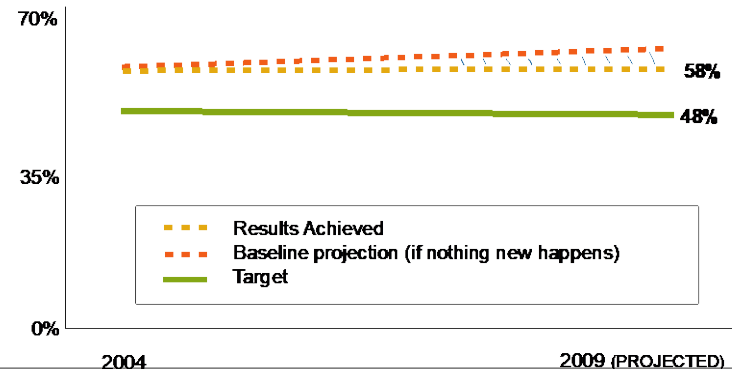 70%
58%
48%
35%
Results Achieved
Baseline projection (if nothing new happens)
Target
0%
2004
2009 (PROJECTED)